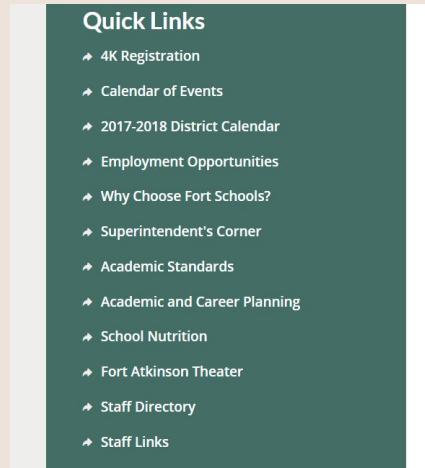 Quick Links
4K Registration
Calendar of Events
2017-2018 District Calendar
Employment Opportunities
Why Choose Fort Schools?
Superintendent's Corner
Academic Standards
Academic and Career Planning
School Nutrition
Fort Atkinson Theater
Staff Directory
Staff Links